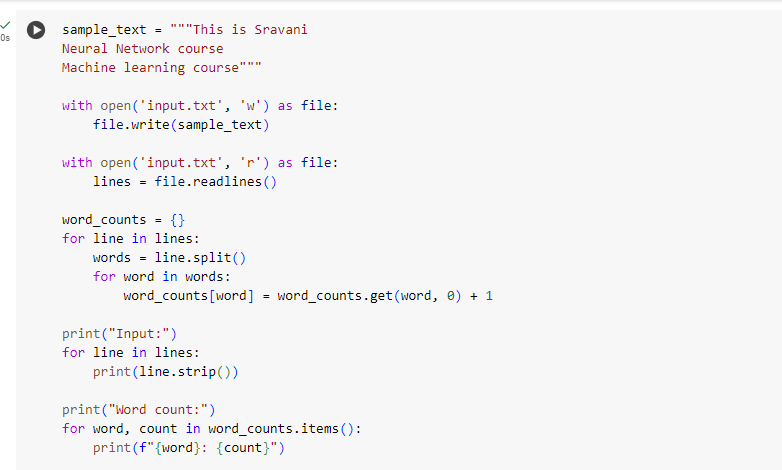 0s
sample_text = """This is Sravani
Neural Network course
Machine learning course"""
with open('input.txt', 'w') as file:
    file.write(sample_text)
with open('input.txt', 'r') as file:
    lines = file.readlines()
word_counts = {}
for line in lines:
    words = line.split()
    for word in words:
        word_counts[word] = word_counts.get(word, 0) + 1
print("Input:")
for line in lines:
    print(line.strip())
print("Word count:")
for word, count in word_counts.items():
    print(f"{word}: {count}")